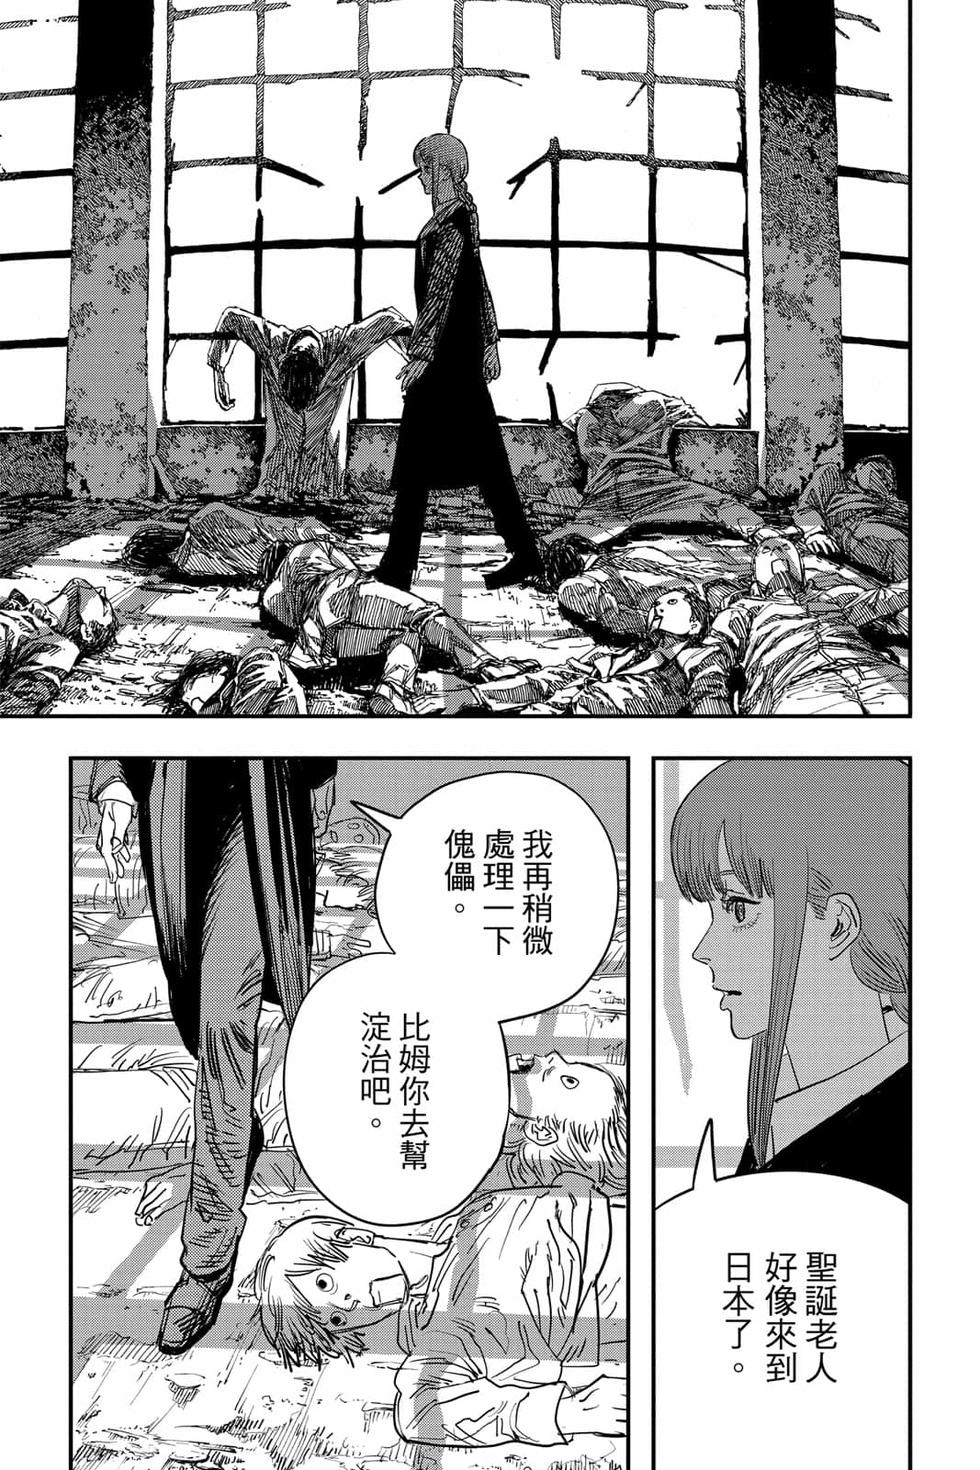 聖誕老人
好像來到
日本了。
我再稍微
處理一下
傀儡。
比姆你去幫
淀治吧。